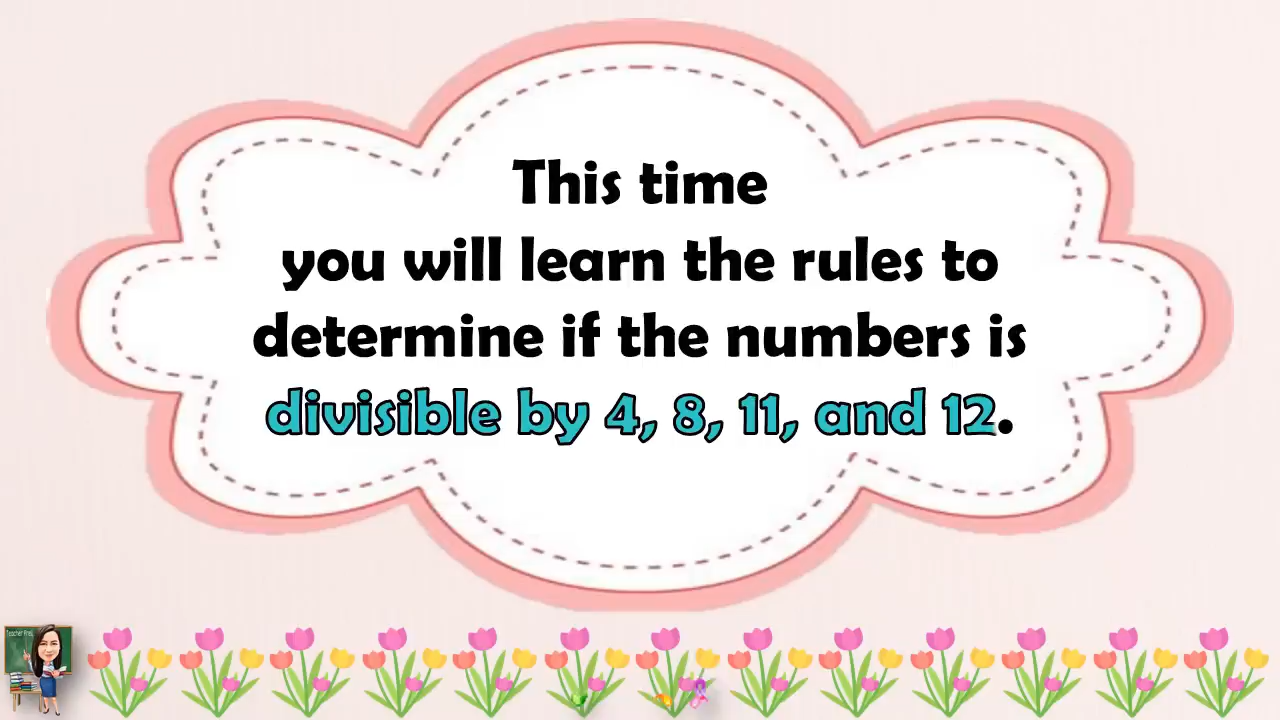 This time
you will learn the rules to
determine if the numbers is
divisible by 4, 8, 11, and 12.